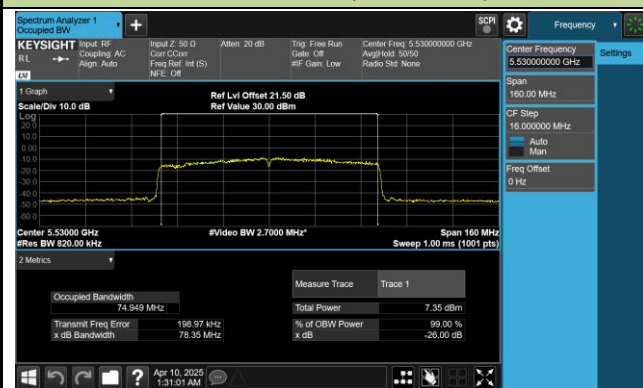 Spectrum Analyzer 1
Occupied BW
SCPI
Frequency
KEYSIGHT
RL
LXI
Input: RF
Coupling: AC
Align: Auto
Input Z: 50 Ω
Corr CCorr
Freq Ref: Int (S)
NFE: Off
Atten: 20 dB
Trig: Free Run
Gate: Off
#IF Gain: Low
Center Freq: 5.530000000 GHz
Avg|Hold: 50/50
Radio Std: None
Center Frequency
5.530000000 GHz
Settings
Span
160.00 MHz
CF Step
16.000000 MHz
Auto
Man
Freq Offset
0 Hz
1 Graph
Scale/Div 10.0 dB
Ref Lvl Offset 21.50 dB
Ref Value 30.00 dBm
Log
20.0
10.0
0.00
-10.0
-20.0
-30.0
-40.0
-50.0
-60.0
Center 5.53000 GHz
#Video BW 2.7000 MHz*
Span 160 MHz
#Res BW 820.00 kHz
Sweep 1.00 ms (1001 pts)
2 Metrics
Measure Trace
Trace 1
Occupied Bandwidth
74.949 MHz
Total Power
7.35 dBm
Transmit Freq Error
198.97 kHz
% of OBW Power
99.00 %
x dB Bandwidth
78.35 MHz
x dB
-26.00 dB
?
Apr 10, 2025
1:31:01 AM